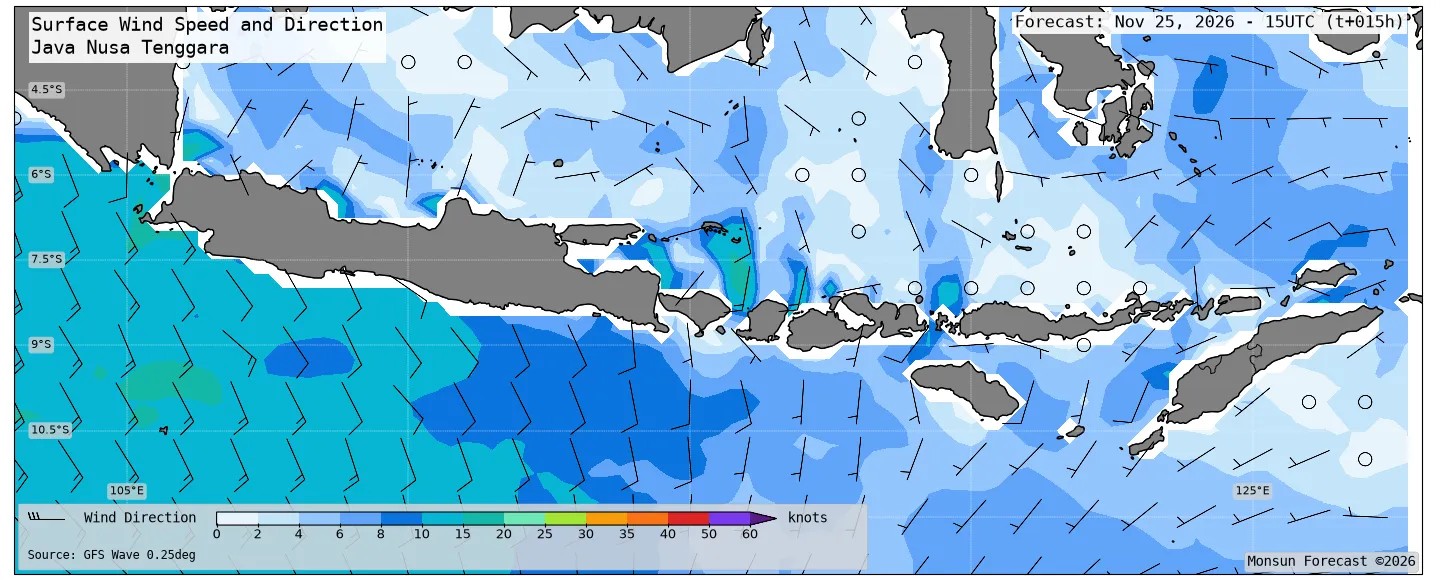 Surface Wind Speed and Direction
Java Nusa Tenggara
Forecast: Nov 25, 2026 - 15UTC (t+015h)
4.5°S
6°S
7.5°S
9°S
10.5°S
105°E
125°E
Wind Direction
0 2 4 6 8 10 15 20 25 30 35 40 50 60
knots
Source: GFS Wave 0.25deg
Monsun Forecast ©2026